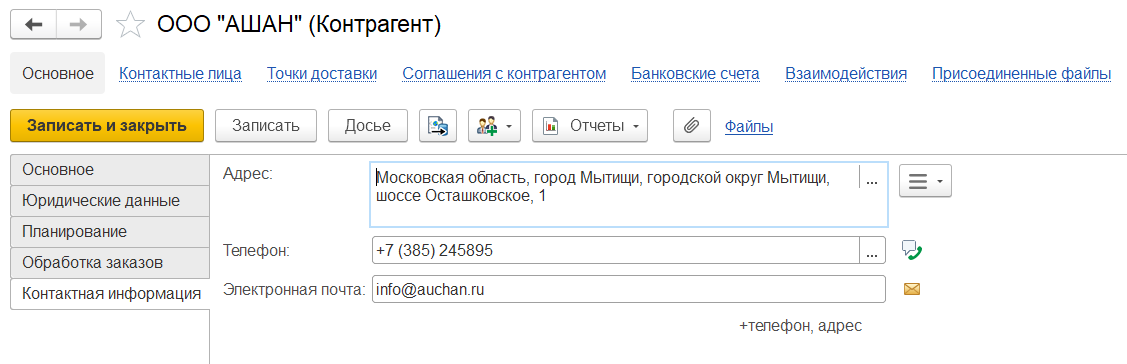 ООО "АШАН" (Контрагент)
Основное Контактные лица Точки доставки Соглашения с контрагентом Банковские счета Взаимодействия Присоединенные файлы
Записать и закрыть Записать Досье Отчеты Файлы
Основное
Юридические данные
Планирование
Обработка заказов
Контактная информация
Адрес: Московская область, город Мытищи, городской округ Мытищи, ...
шоссе Осташковское, 1
Телефон: +7 (385) 245895 ...
Электронная почта: info@auchan.ru
+телефон, адрес